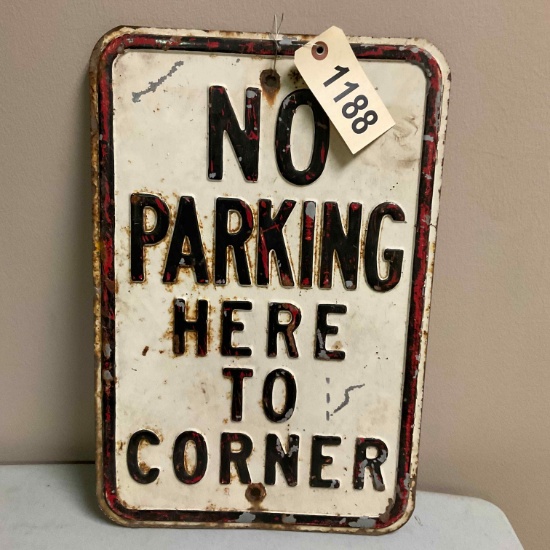 1188
NO
PARKING
HERE
TO
CORNER